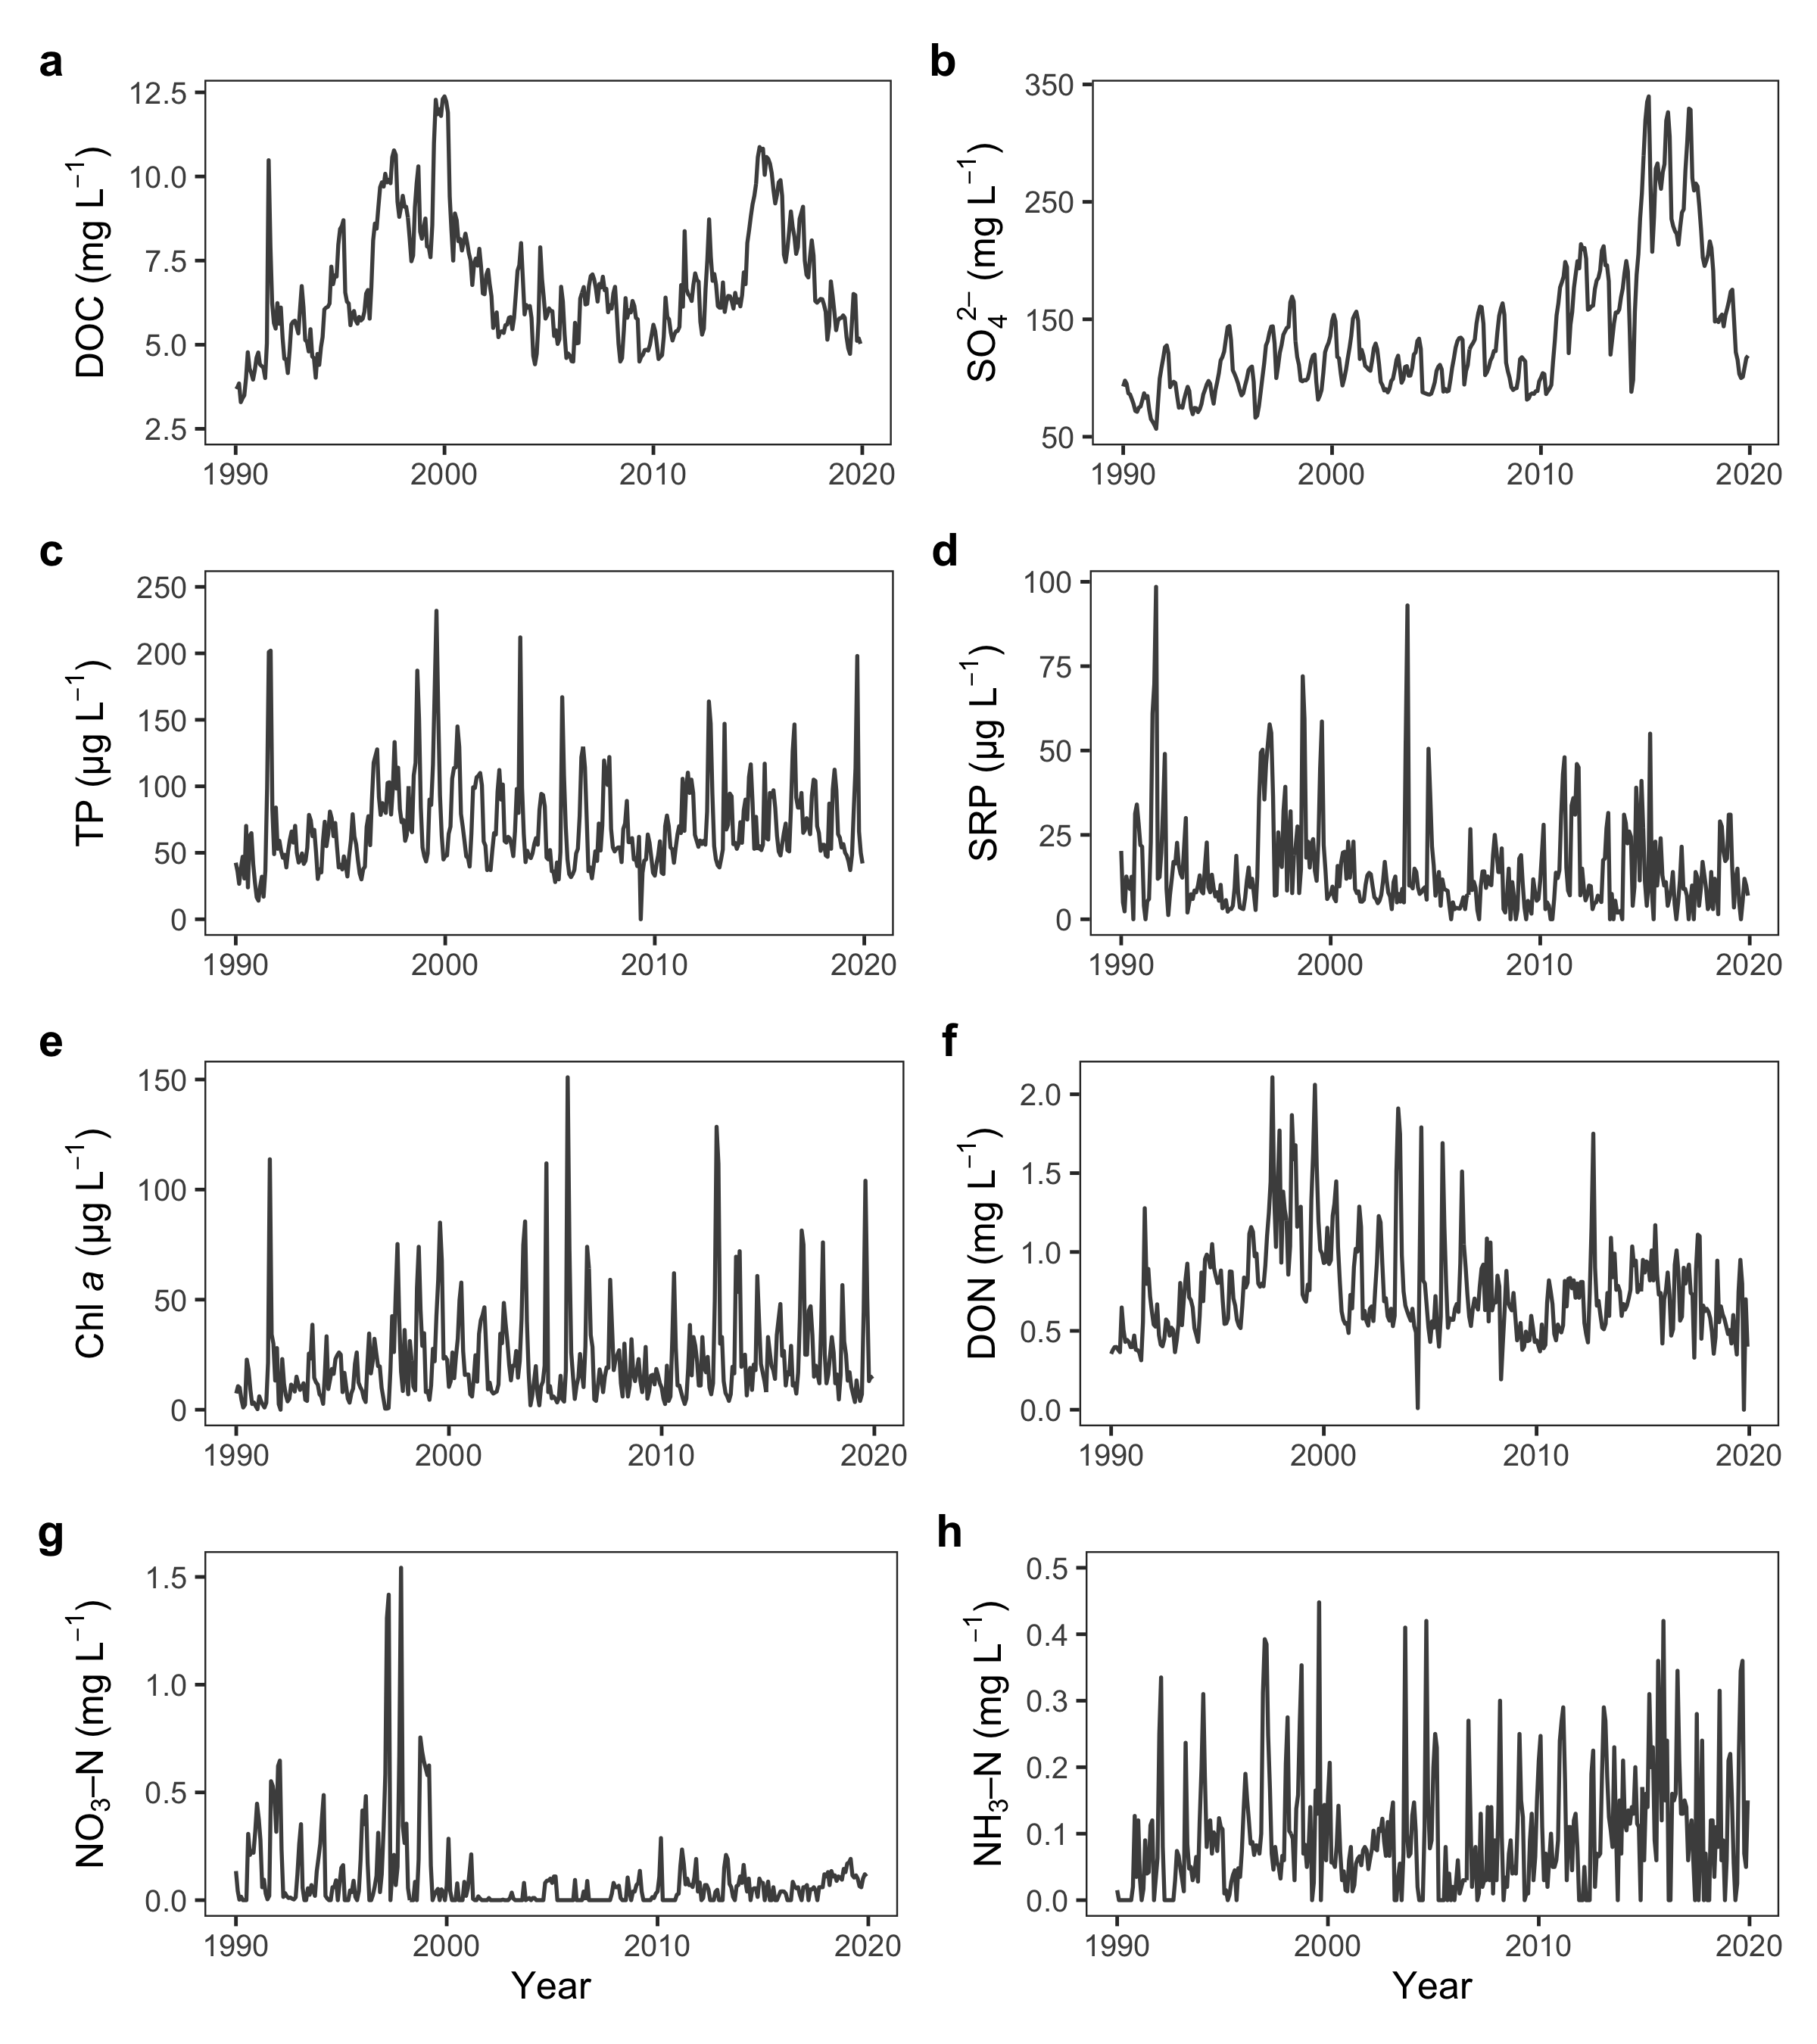 a
DOC (mg L⁻¹)
12.5
10.0
7.5
5.0
2.5
1990 2000 2010 2020
b
SO₄²⁻ (mg L⁻¹)
350
250
150
50
1990 2000 2010 2020
c
TP (µg L⁻¹)
250
200
150
100
50
0
1990 2000 2010 2020
d
SRP (µg L⁻¹)
100
75
50
25
0
1990 2000 2010 2020
e
Chl a (µg L⁻¹)
150
100
50
0
1990 2000 2010 2020
f
DON (mg L⁻¹)
2.0
1.5
1.0
0.5
0.0
1990 2000 2010 2020
g
NO₃–N (mg L⁻¹)
1.5
1.0
0.5
0.0
1990 2000 2010 2020
Year
h
NH₃–N (mg L⁻¹)
0.5
0.4
0.3
0.2
0.1
0.0
1990 2000 2010 2020
Year